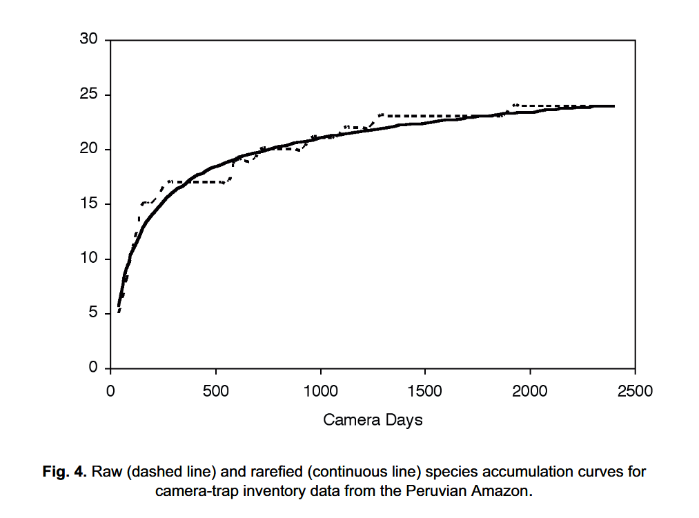 30
25
20
15
10
5
0
0 500 1000 1500 2000 2500
Camera Days
Fig. 4. Raw (dashed line) and rarefied (continuous line) species accumulation curves for
camera-trap inventory data from the Peruvian Amazon.